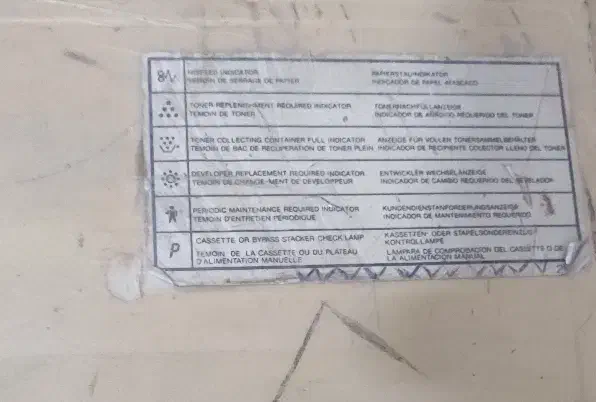 MISFEED INDICATOR PAPIERSTAUINDIKATOR
TEMOIN DE SERRAGE DE PAPIER INDICADOR DE PAPEL ATASCADO
TONER REPLENISHMENT REQUIRED INDICATOR TONERNACHFÜLLANZEIGE
TEMOIN DE TONER INDICADOR DE AÑADIDO REQUERIDO DEL TONER
TONER COLLECTING CONTAINER FULL INDICATOR ANZEIGE FÜR VOLLEN TONERSAMMELBEHÄLTER
TEMOIN DE BAC DE RECUPERATION DE TONER PLEIN INDICADOR DE RECIPIENTE COLECTOR LLENO DEL TONER
DEVELOPER REPLACEMENT REQUIRED INDICATOR ENTWICKLER WECHSELANZEIGE
TEMOIN DE CHANGEMENT DE DEVELOPPEUR INDICADOR DE CAMBIO REQUERIDO DEL REVELADOR
PERIODIC MAINTENANCE REQUIRED INDICATOR KUNDENDIENSTANFORDERUNGSANZEIGE
TEMOIN D'ENTRETIEN PERIODIQUE INDICADOR DE MANTENIMIENTO REQUERIDO
P
CASSETTE OR BYPASS STACKER CHECK LAMP KASSETTEN ODER STAPELSONDEREINZUG
KONTROLLAMPE
TEMOIN DE LA CASSETTE OU DU PLATEAU LAMPARA DE COMPROBACION DEL CASSETTE O DE
D'ALIMENTATION MANUELLE LA ALIMENTACION MANUAL